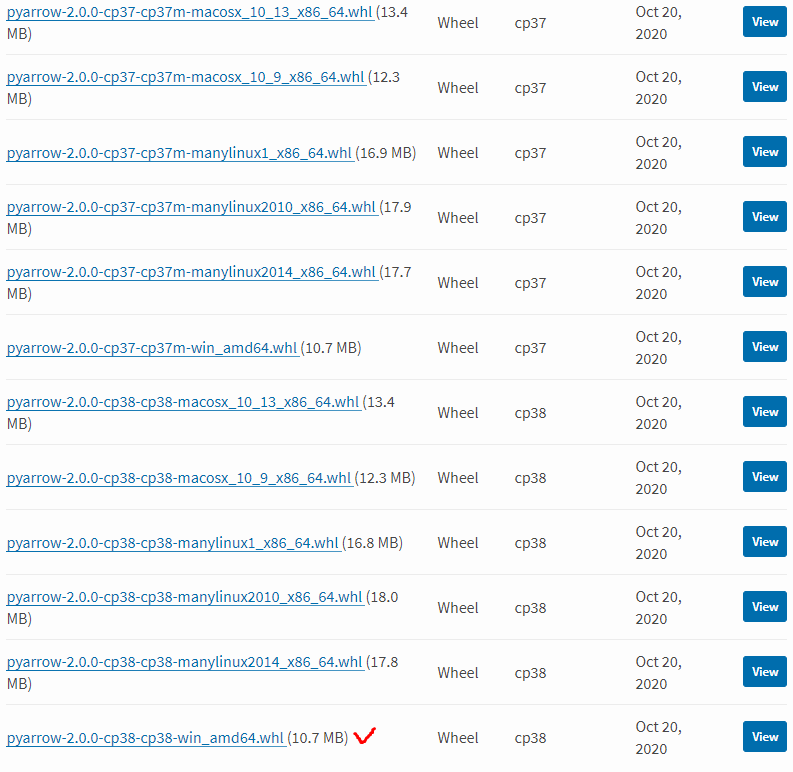 pyarrow-2.0.0-cp37-cp37m-macosx_10_13_x86_64.whl (13.4 MB) Wheel cp37 Oct 20, 2020 View
pyarrow-2.0.0-cp37-cp37m-macosx_10_9_x86_64.whl (12.3 MB) Wheel cp37 Oct 20, 2020 View
pyarrow-2.0.0-cp37-cp37m-manylinux1_x86_64.whl (16.9 MB) Wheel cp37 Oct 20, 2020 View
pyarrow-2.0.0-cp37-cp37m-manylinux2010_x86_64.whl (17.9 MB) Wheel cp37 Oct 20, 2020 View
pyarrow-2.0.0-cp37-cp37m-manylinux2014_x86_64.whl (17.7 MB) Wheel cp37 Oct 20, 2020 View
pyarrow-2.0.0-cp37-cp37m-win_amd64.whl (10.7 MB) Wheel cp37 Oct 20, 2020 View
pyarrow-2.0.0-cp38-cp38-macosx_10_13_x86_64.whl (13.4 MB) Wheel cp38 Oct 20, 2020 View
pyarrow-2.0.0-cp38-cp38-macosx_10_9_x86_64.whl (12.3 MB) Wheel cp38 Oct 20, 2020 View
pyarrow-2.0.0-cp38-cp38-manylinux1_x86_64.whl (16.8 MB) Wheel cp38 Oct 20, 2020 View
pyarrow-2.0.0-cp38-cp38-manylinux2010_x86_64.whl (18.0 MB) Wheel cp38 Oct 20, 2020 View
pyarrow-2.0.0-cp38-cp38-manylinux2014_x86_64.whl (17.8 MB) Wheel cp38 Oct 20, 2020 View
pyarrow-2.0.0-cp38-cp38-win_amd64.whl (10.7 MB) Wheel cp38 Oct 20, 2020 View